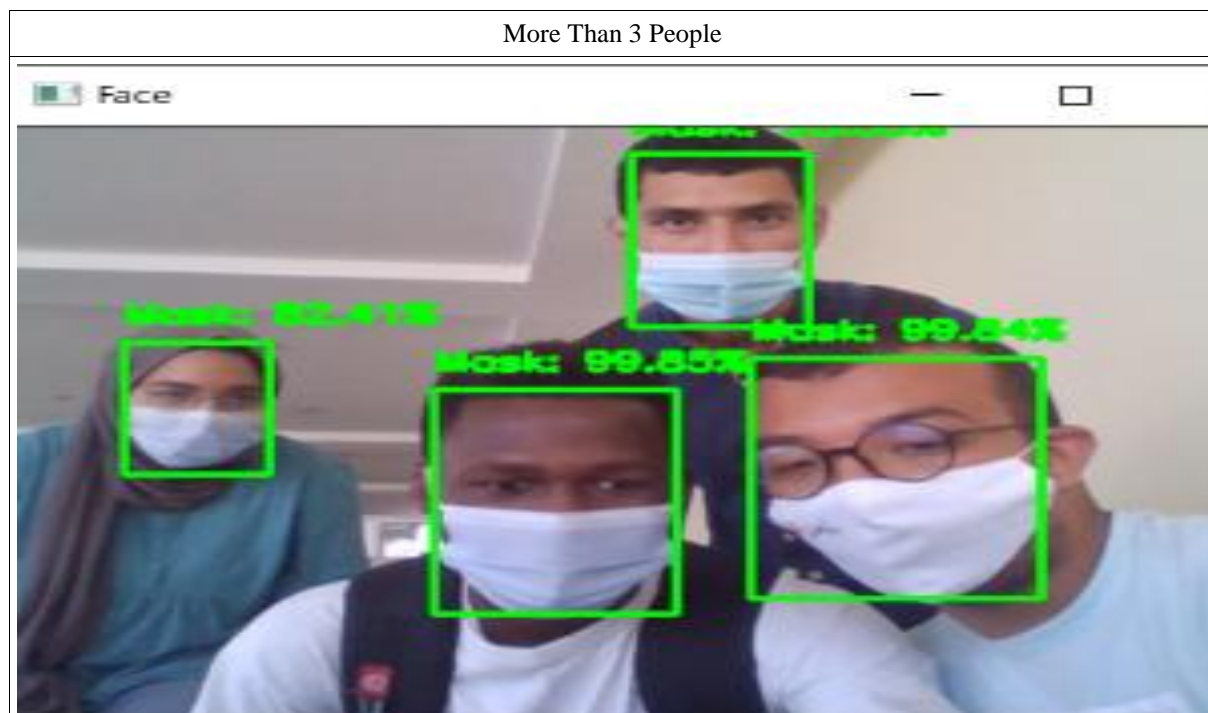 More Than 3 People
Face
Mask: 82.41%
Mask: 99.84%
Mask: 99.85%